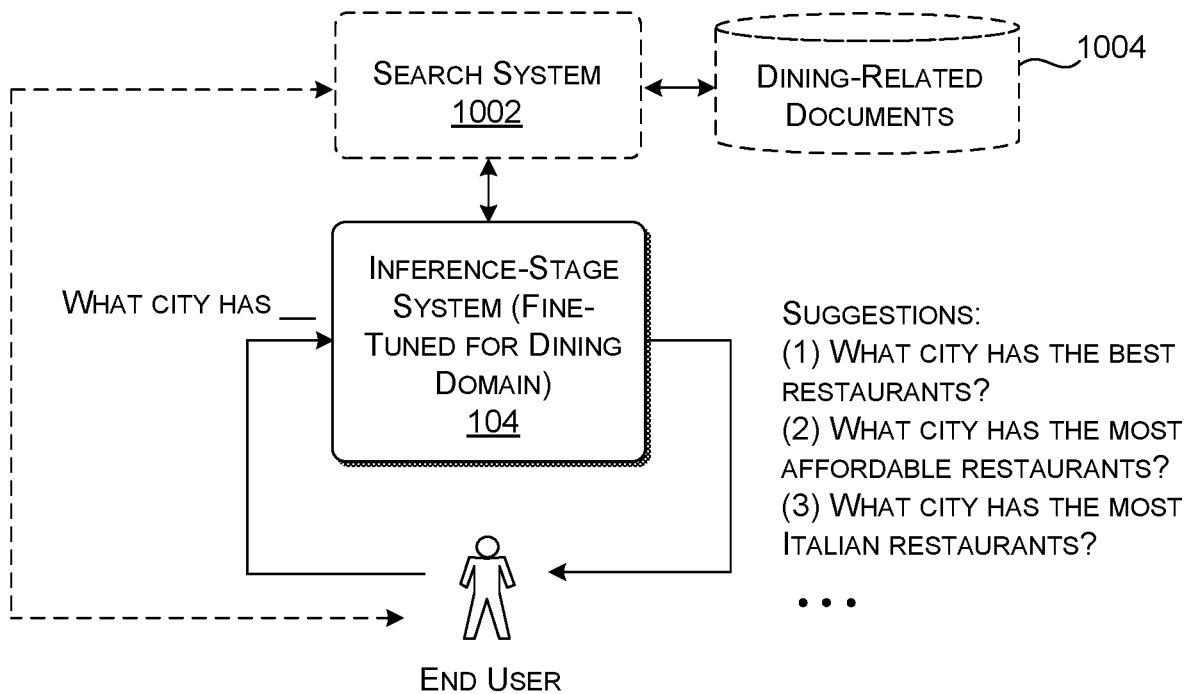 SEARCH SYSTEM
1002
DINING-RELATED
DOCUMENTS
1004
INFERENCE-STAGE
SYSTEM (FINE-
TUNED FOR DINING
DOMAIN)
104
WHAT CITY HAS __
SUGGESTIONS:
(1) WHAT CITY HAS THE BEST
RESTAURANTS?
(2) WHAT CITY HAS THE MOST
AFFORDABLE RESTAURANTS?
(3) WHAT CITY HAS THE MOST
ITALIAN RESTAURANTS?
• • •
END USER